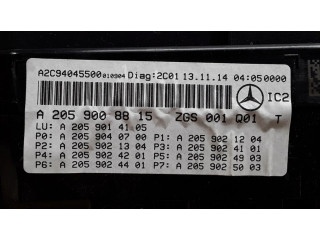 A2C94045500010904 Diag:2C01 13.11.14 04:050000
IC2
A 205 900 88 15 ZGS 001 Q01 T
LU: A 205 901 41 05
P0: A 205 904 07 00 P1: A 205 902 12 04
P2: A 205 902 13 04 P3: A 205 902 41 01
P4: A 205 902 42 01 P5: A 205 902 49 03
P6: A 205 902 44 01 P7: A 205 902 50 03